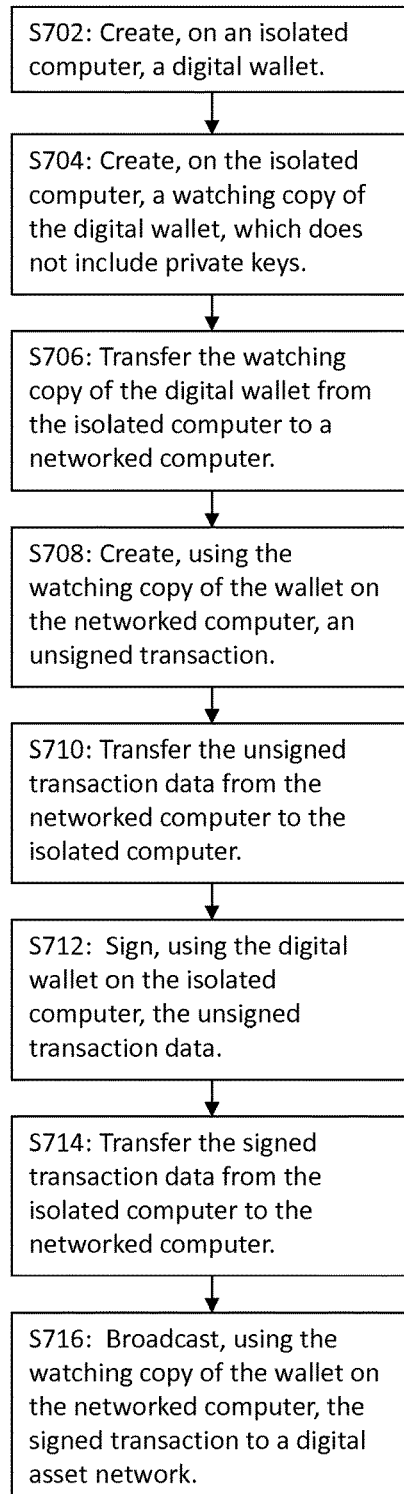 S702: Create, on an isolated
computer, a digital wallet.
S704: Create, on the isolated
computer, a watching copy of
the digital wallet, which does
not include private keys.
S706: Transfer the watching
copy of the digital wallet from
the isolated computer to a
networked computer.
S708: Create, using the
watching copy of the wallet on
the networked computer, an
unsigned transaction.
S710: Transfer the unsigned
transaction data from the
networked computer to the
isolated computer.
S712:  Sign, using the digital
wallet on the isolated
computer, the unsigned
transaction data.
S714: Transfer the signed
transaction data from the
isolated computer to the
networked computer.
S716:  Broadcast, using the
watching copy of the wallet on
the networked computer, the
signed transaction to a digital
asset network.